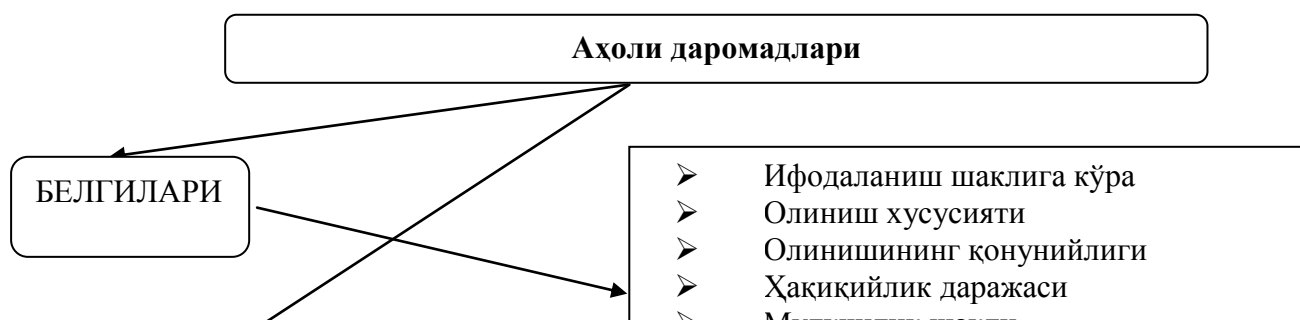 Аҳоли даромадлари
БЕЛГИЛАРИ
Ифодаланиш шаклига кўра
Олиниш хусусияти
Олинишининг қонунийлиги
Ҳақиқийлик даражаси